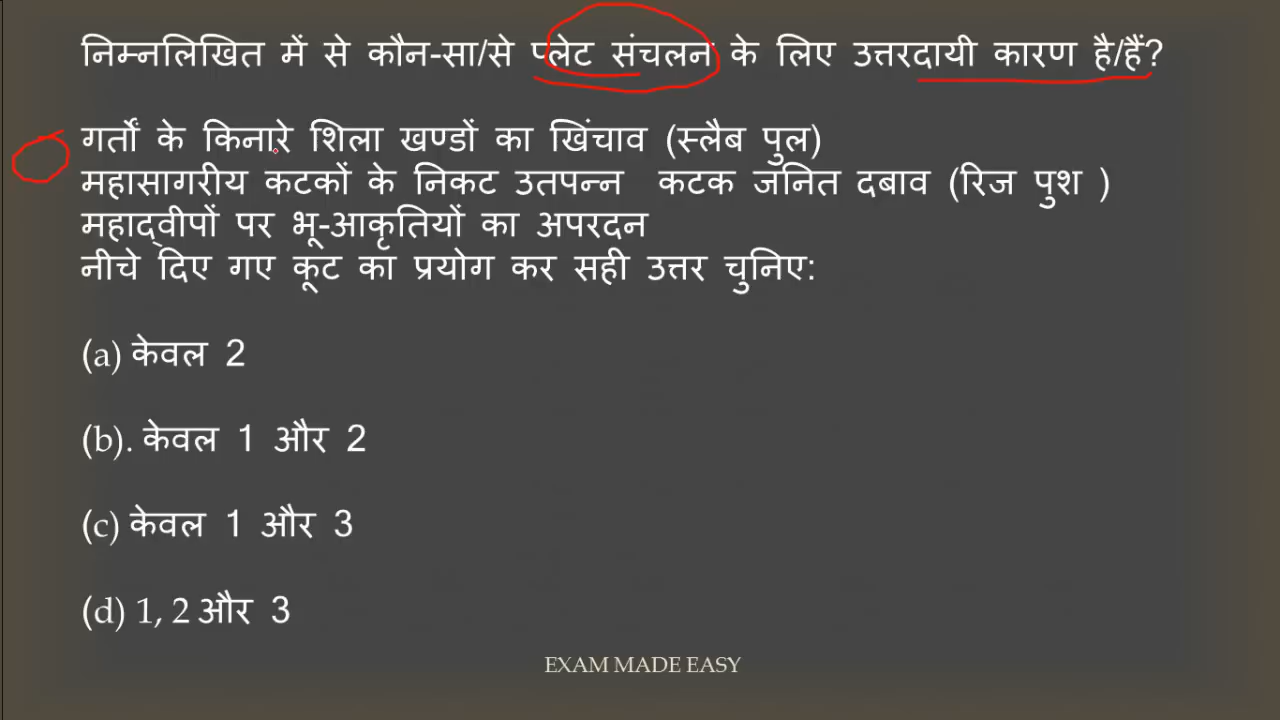 निम्नलिखित में से कौन-सा/से प्लेट संचलन के लिए उत्तरदायी कारण है/हैं?
गर्तों के किनारे शिला खण्डों का खिंचाव (स्लैब पुल)
महासागरीय कटकों के निकट उतपन्न कटक जनित दबाव (रिज पुश )
महाद्वीपों पर भू-आकृतियों का अपरदन
नीचे दिए गए कूट का प्रयोग कर सही उत्तर चुनिए:
(a) केवल 2
(b). केवल 1 और 2
(c) केवल 1 और 3
(d) 1, 2 और 3
EXAM MADE EASY